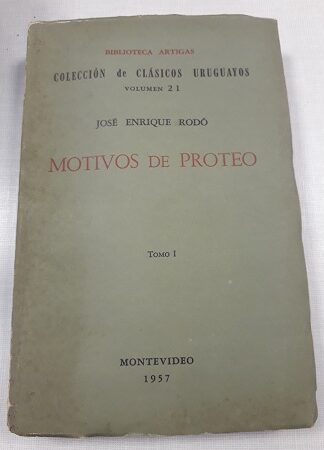 BIBLIOTECA ARTIGAS
COLECCIÓN de CLÁSICOS URUGUAYOS
VOLUMEN 21
JOSÉ ENRIQUE RODÓ
MOTIVOS DE PROTEO
TOMO I
MONTEVIDEO
1957